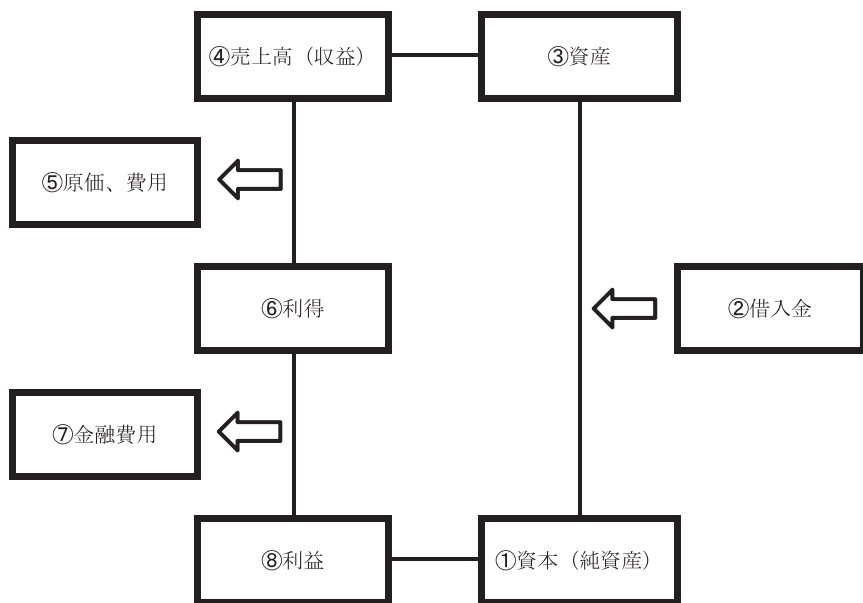 ④売上高（収益）
③資産
⑤原価、費用
⑥利得
②借入金
⑦金融費用
⑧利益
①資本（純資産）